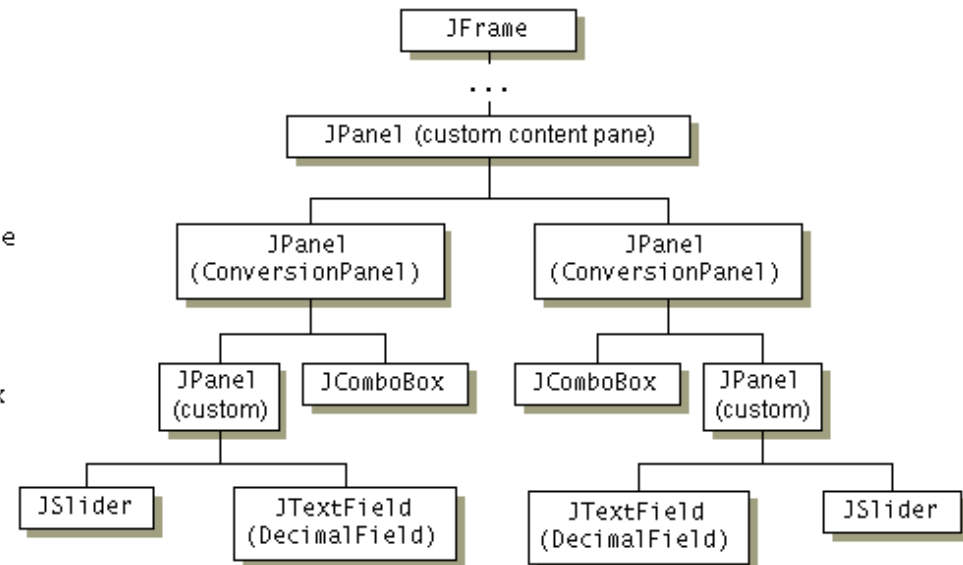 JFrame
...
JPanel (custom content pane)
e
JPanel
(ConversionPanel)
JPanel
(ConversionPanel)
x
JPanel
(custom)
JComboBox
JComboBox
JPanel
(custom)
JSlider
JTextField
(DecimalField)
JTextField
(DecimalField)
JSlider